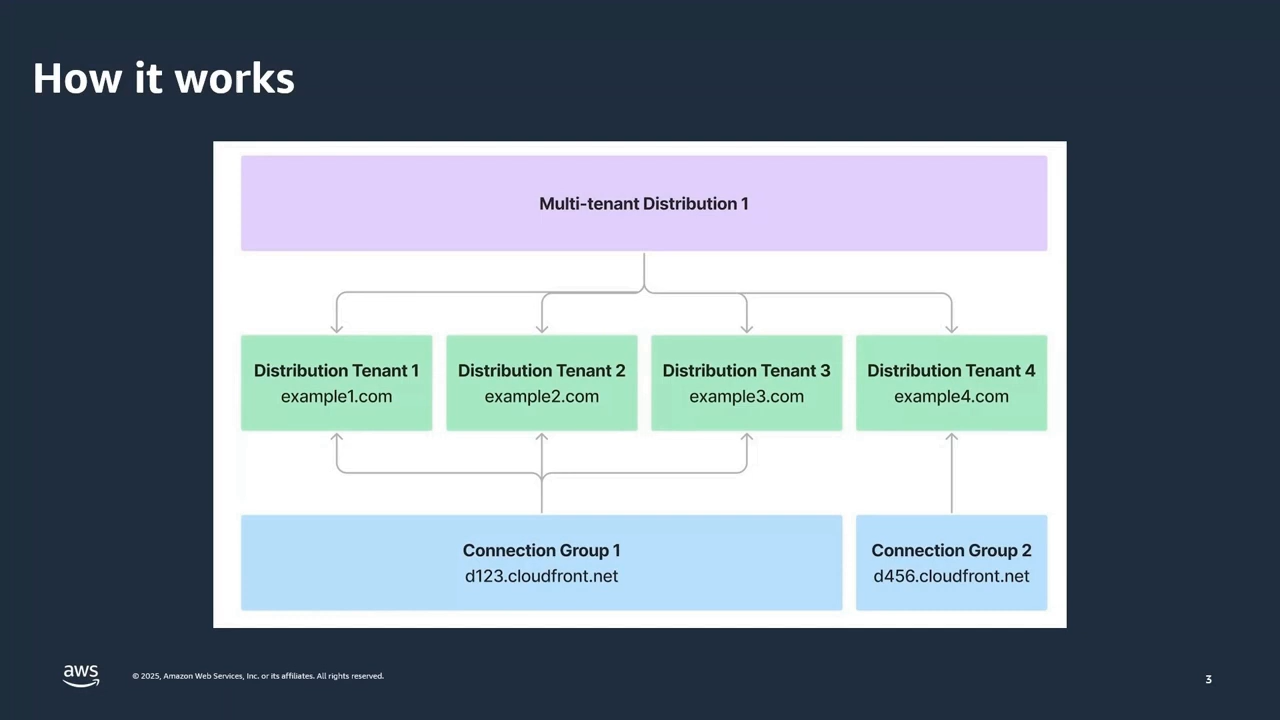 How it works
Multi-tenant Distribution 1
Distribution Tenant 1
example1.com
Distribution Tenant 2
example2.com
Distribution Tenant 3
example3.com
Distribution Tenant 4
example4.com
Connection Group 1
d123.cloudfront.net
Connection Group 2
d456.cloudfront.net
aws
© 2025, Amazon Web Services, Inc. or its affiliates. All rights reserved.
3